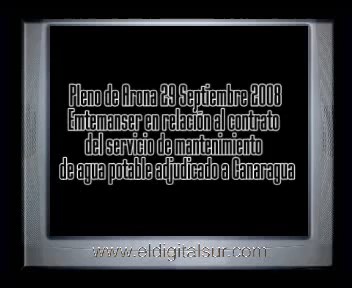 Pleno de Arona 29 Septiembre 2008
Emtemanser en relación al contrato
del servicio de mantenimiento
de agua potable adjudicado a Canaragua
www.eldigitalsur.com